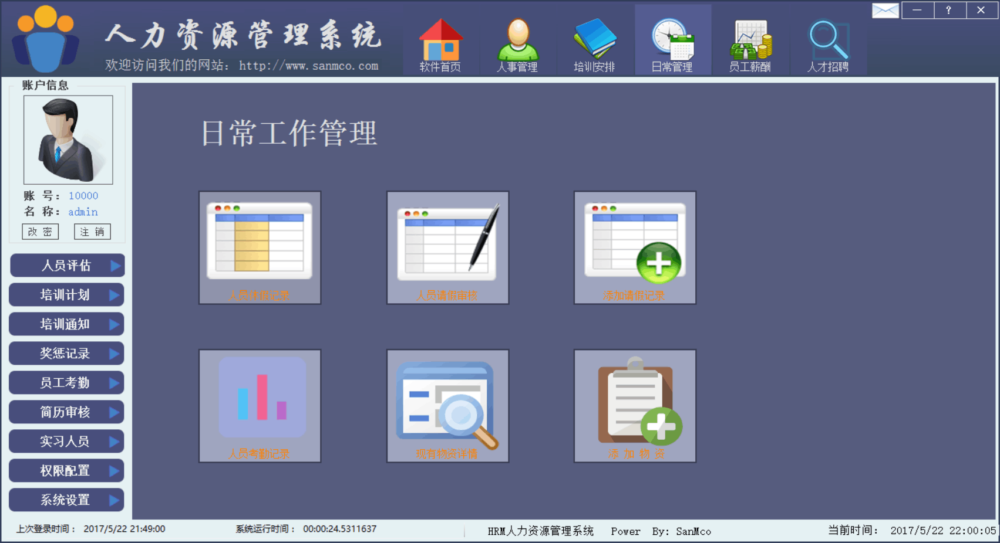 人力资源管理系统
欢迎访问我们的网站: http://www.sanmco.com
软件首页
人事管理
培训安排
日常管理
员工薪酬
人才招聘
账户信息
账 号: 10000
名 称: admin
改 密
注 销
人员评估
培训计划
培训通知
奖惩记录
员工考勤
简历审核
实习人员
权限配置
系统设置
日常工作管理
人员休假记录
人员请假审核
添加请假记录
人员考勤记录
现有物资详情
添 加 物 资
上次登录时间: 2017/5/22 21:49:00
系统运行时间: 00:00:24.5311637
HRM人力资源管理系统 Power By: SanMco
当前时间: 2017/5/22 22:00:05